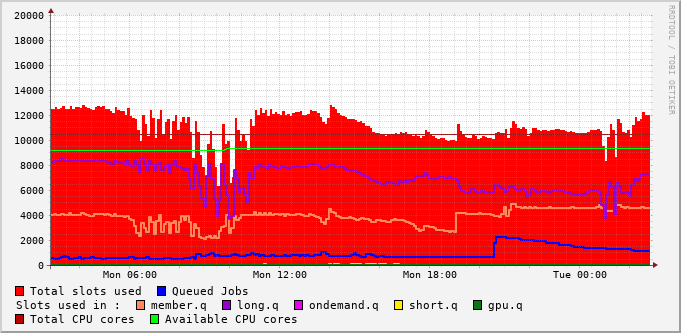 RRDTOOL / TOBI OETIKER
20000
18000
16000
14000
12000
10000
8000
6000
4000
2000
0
Mon 06:00 Mon 12:00 Mon 18:00 Tue 00:00
Total slots used Queued Jobs
Slots used in : member.q long.q ondemand.q short.q gpu.q
Total CPU cores Available CPU cores